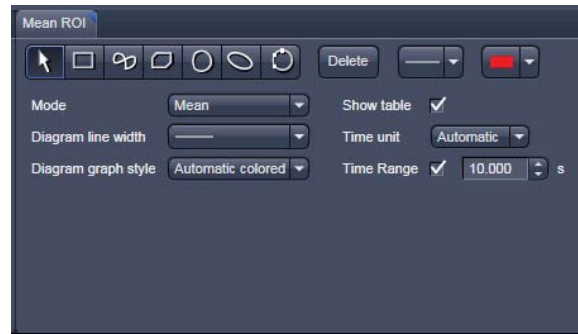 Mean ROI
Delete
Mode Mean Show table
Diagram line width Time unit Automatic
Diagram graph style Automatic colored Time Range 10.000 s